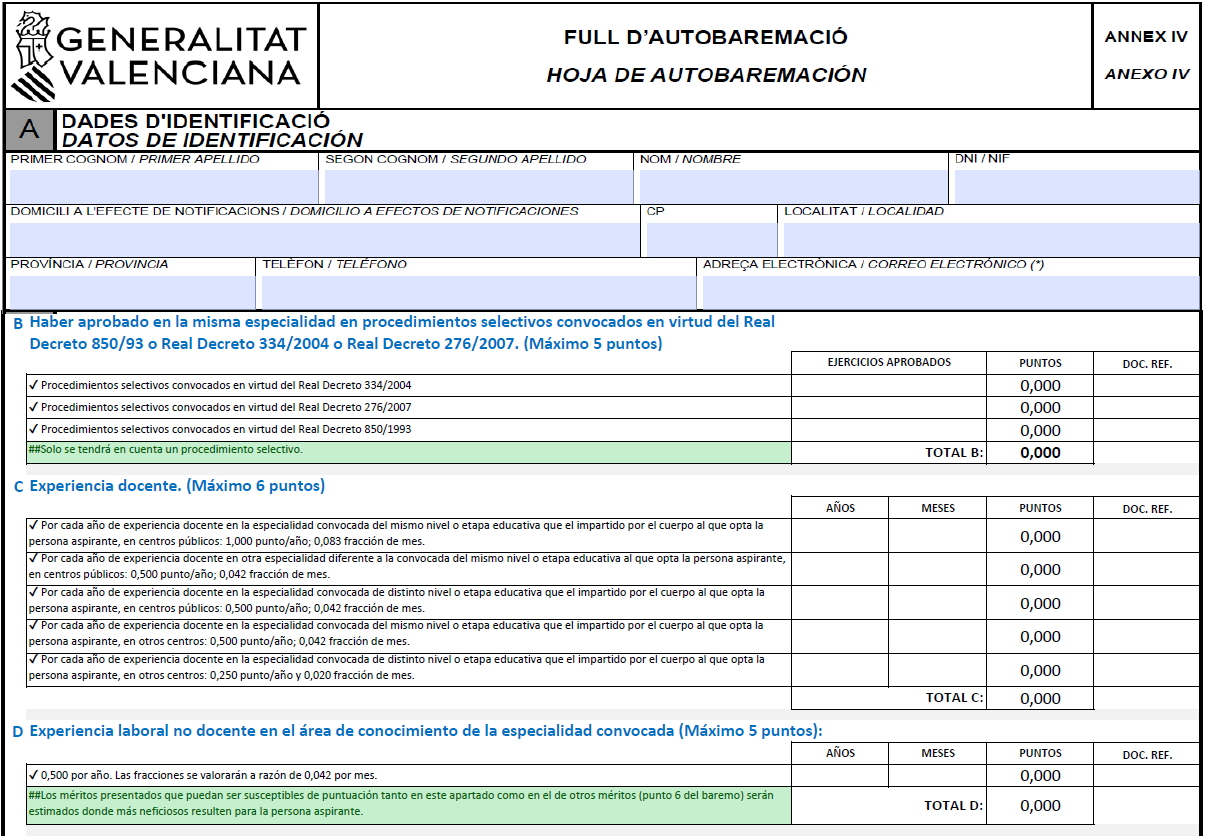 GENERALITAT
VALENCIANA
FULL D'AUTOBAREMACIÓ
HOJA DE AUTOBAREMACIÓN
ANNEX IV
ANEXO IV
A
DADES D'IDENTIFICACIÓ
DATOS DE IDENTIFICACIÓN
PRIMER COGNOM / PRIMER APELLIDO
SEGON COGNOM / SEGUNDO APELLIDO
NOM / NOMBRE
DNI / NIF
DOMICILI A L'EFECTE DE NOTIFICACIONS / DOMICILIO A EFECTOS DE NOTIFICACIONES
CP
LOCALITAT / LOCALIDAD
PROVÍNCIA / PROVINCIA
TELÈFON / TELÉFONO
ADREÇA ELECTRÒNICA / CORREO ELECTRÓNICO (*)
B Haber aprobado en la misma especialidad en procedimientos selectivos convocados en virtud del Real
Decreto 850/93 o Real Decreto 334/2004 o Real Decreto 276/2007. (Máximo 5 puntos)
EJERCICIOS APROBADOS PUNTOS DOC. REF.
✓ Procedimientos selectivos convocados en virtud del Real Decreto 334/2004 0,000
✓ Procedimientos selectivos convocados en virtud del Real Decreto 276/2007 0,000
✓ Procedimientos selectivos convocados en virtud del Real Decreto 850/1993 0,000
##Solo se tendrá en cuenta un procedimiento selectivo. TOTAL B: 0,000
C Experiencia docente. (Máximo 6 puntos)
AÑOS MESES PUNTOS DOC. REF.
✓ Por cada año de experiencia docente en la especialidad convocada del mismo nivel o etapa educativa que el impartido por el cuerpo al que opta la
persona aspirante, en centros públicos: 1,000 punto/año; 0,083 fracción de mes.
0,000
✓ Por cada año de experiencia docente en otra especialidad diferente a la convocada del mismo nivel o etapa educativa al que opta la persona aspirante,
en centros públicos: 0,500 punto/año; 0,042 fracción de mes.
0,000
✓ Por cada año de experiencia docente en la especialidad convocada de distinto nivel o etapa educativa que el impartido por el cuerpo al que opta la
persona aspirante, en centros públicos: 0,500 punto/año; 0,042 fracción de mes.
0,000
✓ Por cada año de experiencia docente en la especialidad convocada del mismo nivel o etapa educativa que el impartido por el cuerpo al que opta la
persona aspirante, en otros centros: 0,500 punto/año; 0,042 fracción de mes.
0,000
✓ Por cada año de experiencia docente en la especialidad convocada de distinto nivel o etapa educativa que el impartido por el cuerpo al que opta la
persona aspirante, en otros centros: 0,250 punto/año y 0,020 fracción de mes.
0,000
TOTAL C: 0,000
D Experiencia laboral no docente en el área de conocimiento de la especialidad convocada (Máximo 5 puntos):
AÑOS MESES PUNTOS DOC. REF.
✓ 0,500 por año. Las fracciones se valorarán a razón de 0,042 por mes. 0,000
##Los méritos presentados que puedan ser susceptibles de puntuación tanto en este apartado como en el de otros méritos (punto 6 del baremo) serán
estimados donde más neficiosos resulten para la persona aspirante.
TOTAL D: 0,000